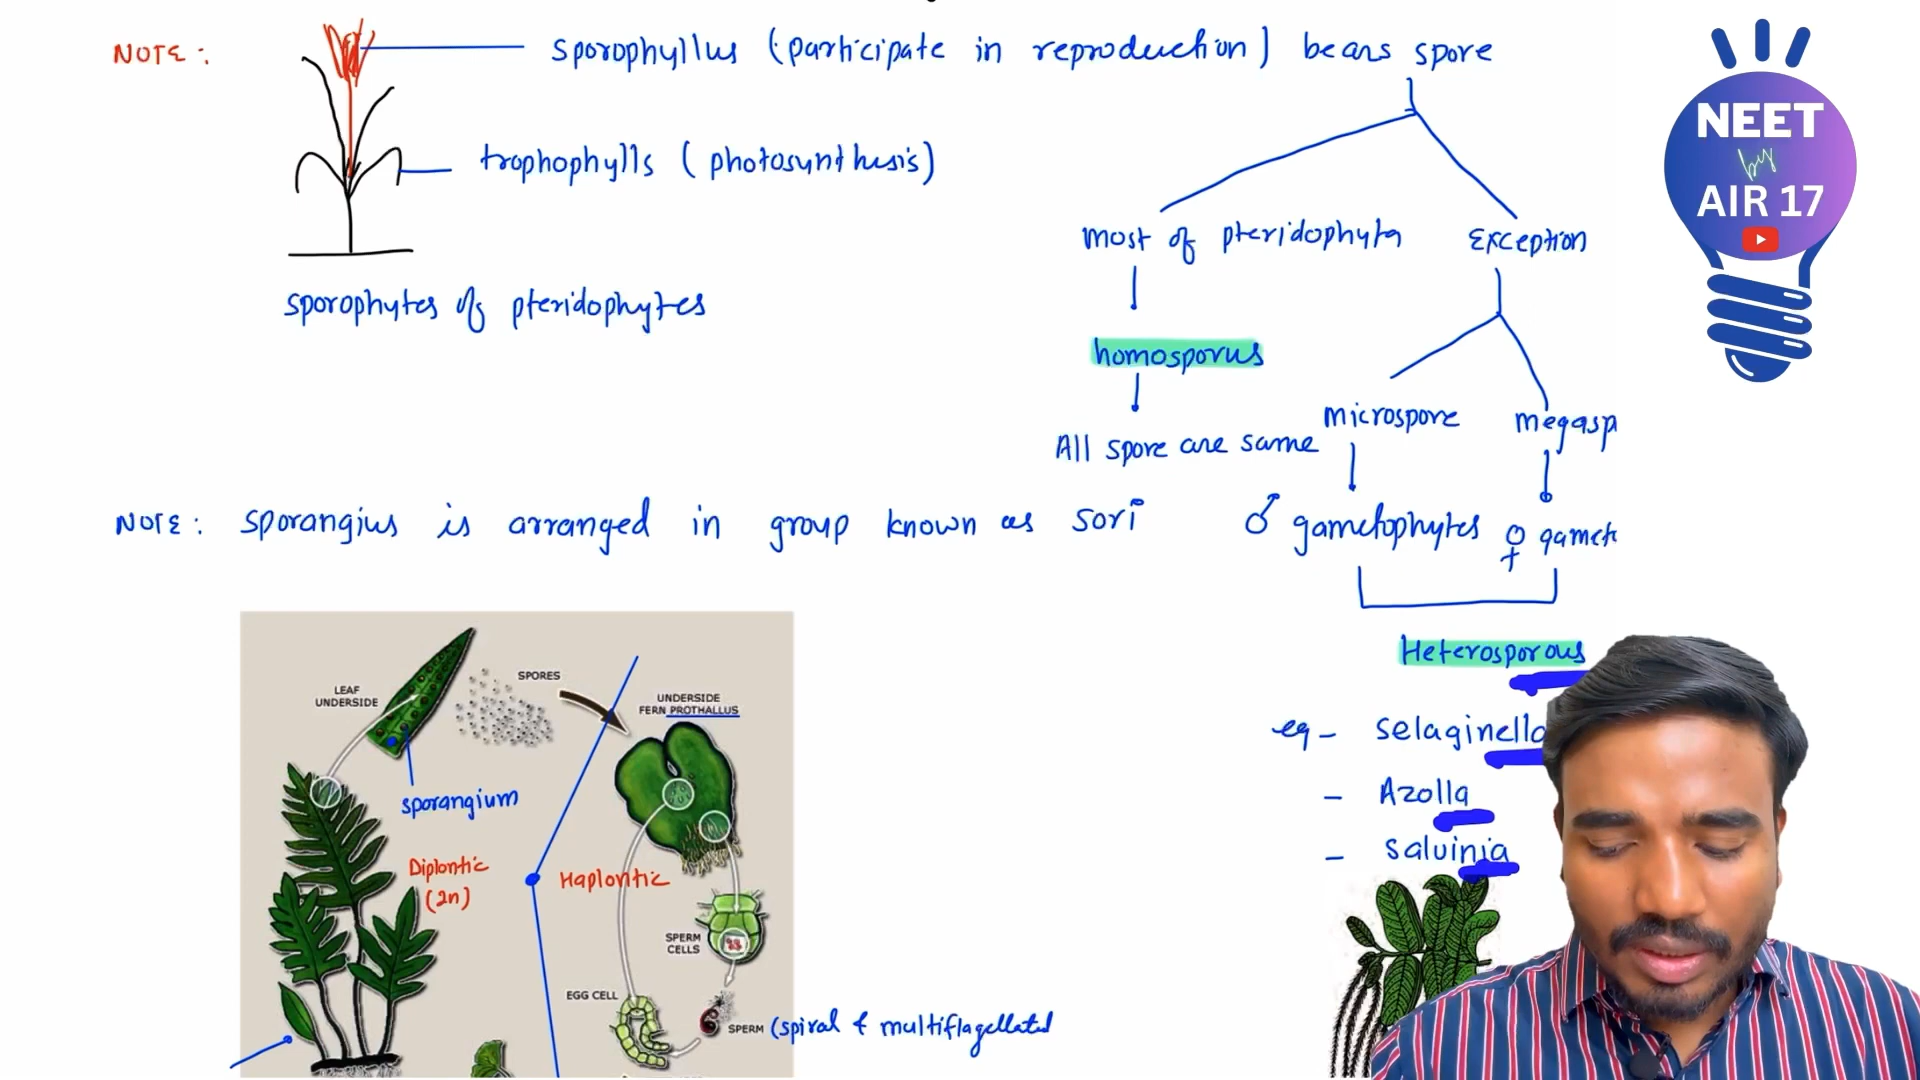 NOTE :
sporophyllus (participate in reproduction) bears spore
trophophylls (photosynthesis)
sporophytes of pteridophytes
most of pteridophyta
Exception
homosporus
All spore are same
microspore
megasp
♂ gametophytes
♀ gamet
NOTE : sporangius is arranged in group known as sori
Heterosporous
eg - selaginella
- Azolla
- salvinia
LEAF
UNDERSIDE
SPORES
UNDERSIDE
FERN PROTHALLUS
sporangium
Diplontic
(2n)
Haplontic
SPERM
CELLS
EGG CELL
SPERM (spiral & multiflagellated
NEET
by
AIR 17